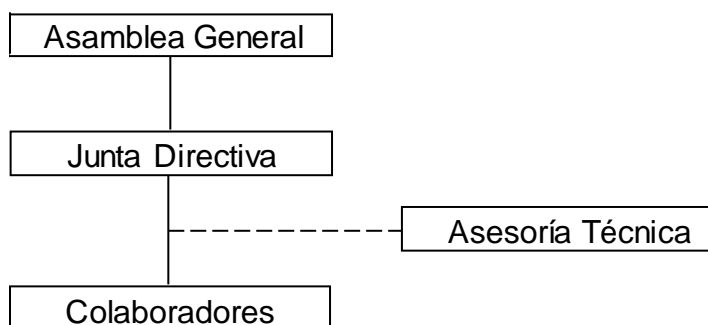 Asamblea General
Junta Directiva
Asesoría Técnica
Colaboradores